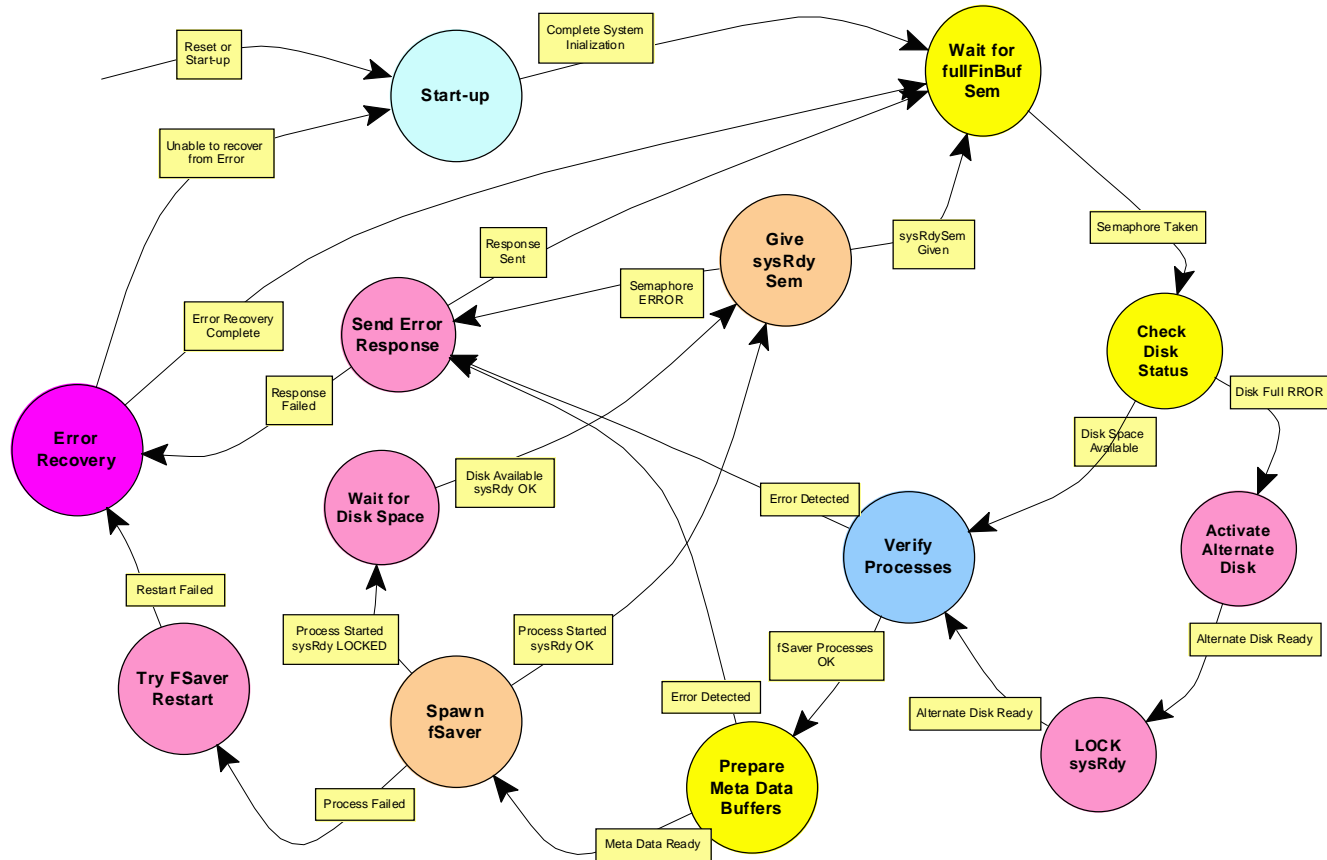 Complete System
Inialization
Wait for
fullFinBuf
Sem
Reset or
Start-up
Start-up
Unable to recover
from Error
Semaphore Taken
Give
sysRdy
Sem
sysRdySem
Given
Response
Sent
Semaphore
ERROR
Send Error
Response
Error Recovery
Complete
Check
Disk
Status
Response
Failed
Disk Full RROR
Error
Recovery
Disk Space
Available
Wait for
Disk Space
Disk Available
sysRdy OK
Error Detected
Verify
Processes
Activate
Alternate
Disk
Restart Failed
Process Started
sysRdy LOCKED
Process Started
sysRdy OK
fSaver Processes
OK
Alternate Disk Ready
Try FSaver
Restart
Spawn
fSaver
Error Detected
Alternate Disk Ready
LOCK
sysRdy
Prepare
Meta Data
Buffers
Process Failed
Meta Data Ready